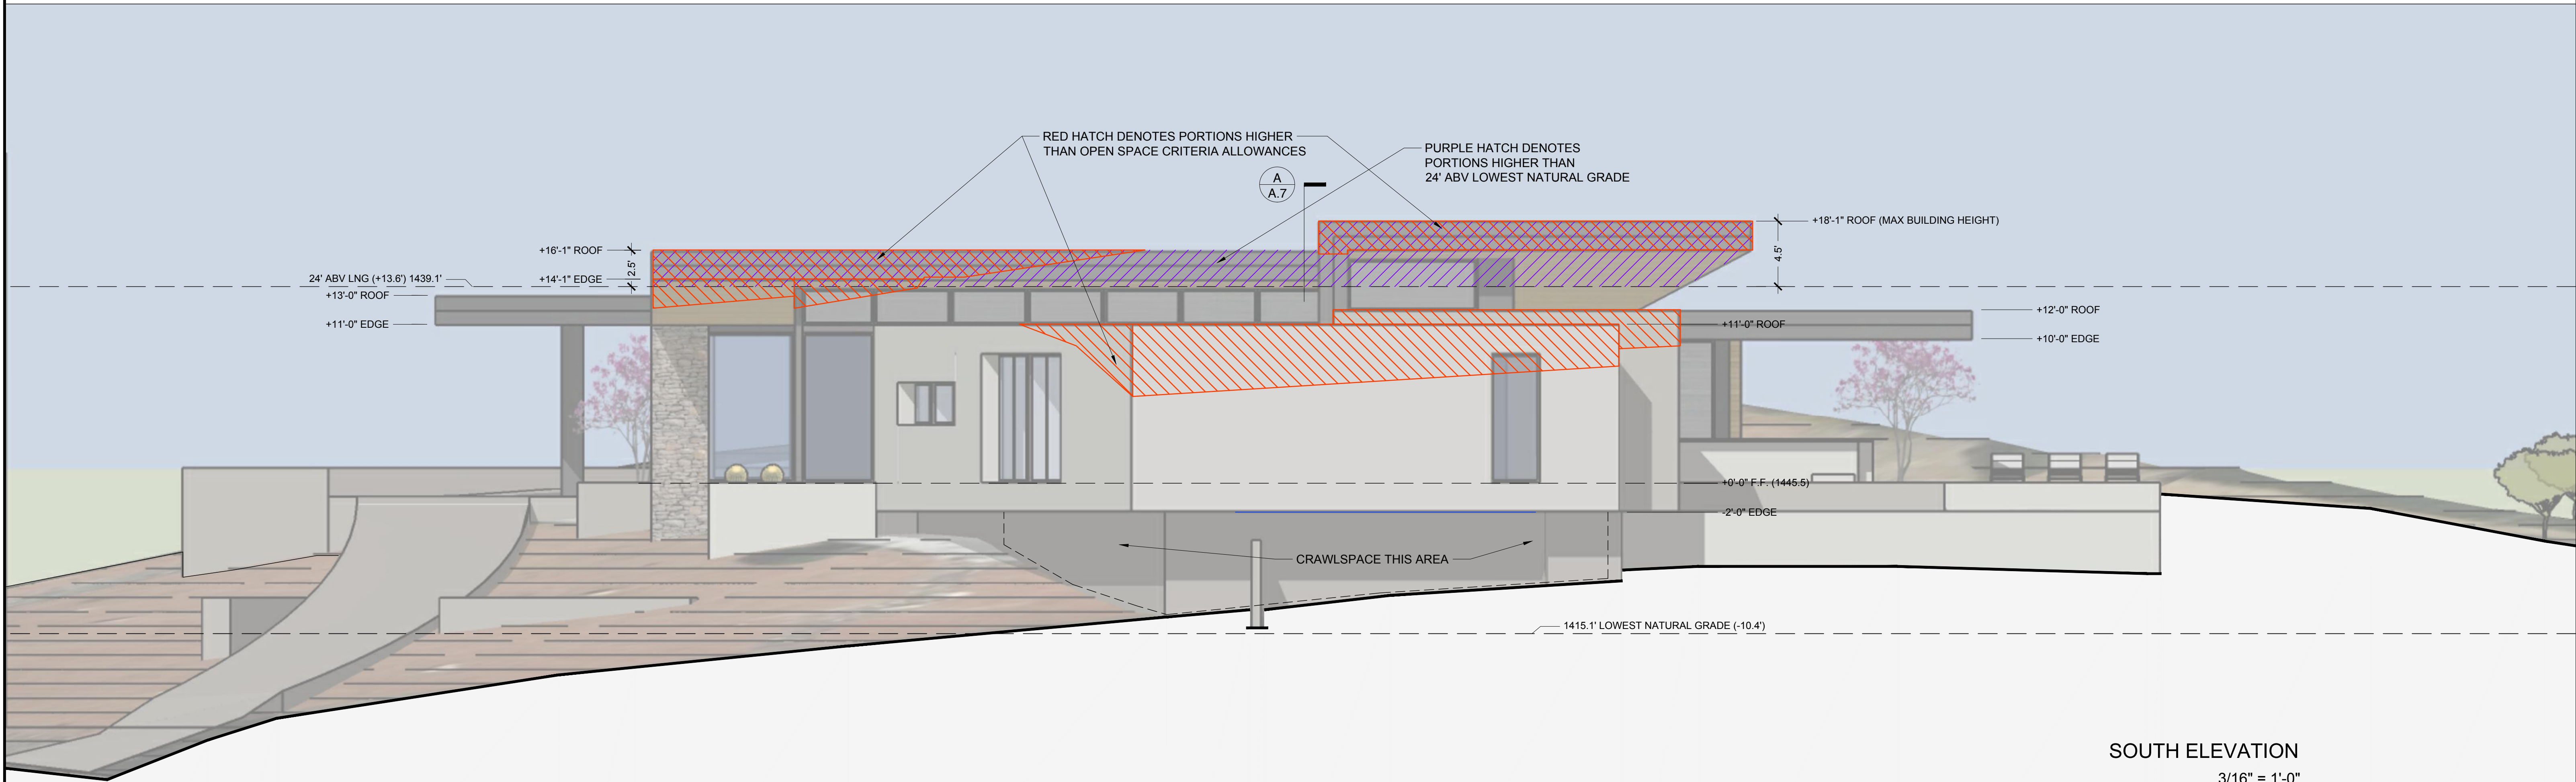 RED HATCH DENOTES PORTIONS HIGHER
THAN OPEN SPACE CRITERIA ALLOWANCES
PURPLE HATCH DENOTES
PORTIONS HIGHER THAN
24' ABV LOWEST NATURAL GRADE
A
A.7
+18'-1" ROOF (MAX BUILDING HEIGHT)
4.5'
+16'-1" ROOF
2.5'
24' ABV LNG (+13.6') 1439.1'
+14'-1" EDGE
+13'-0" ROOF
+11'-0" EDGE
+12'-0" ROOF
+11'-0" ROOF
+10'-0" EDGE
+0'-0" F.F. (1445.5)
-2'-0" EDGE
CRAWLSPACE THIS AREA
1415.1' LOWEST NATURAL GRADE (-10.4')
SOUTH ELEVATION
3/16" = 1'-0"